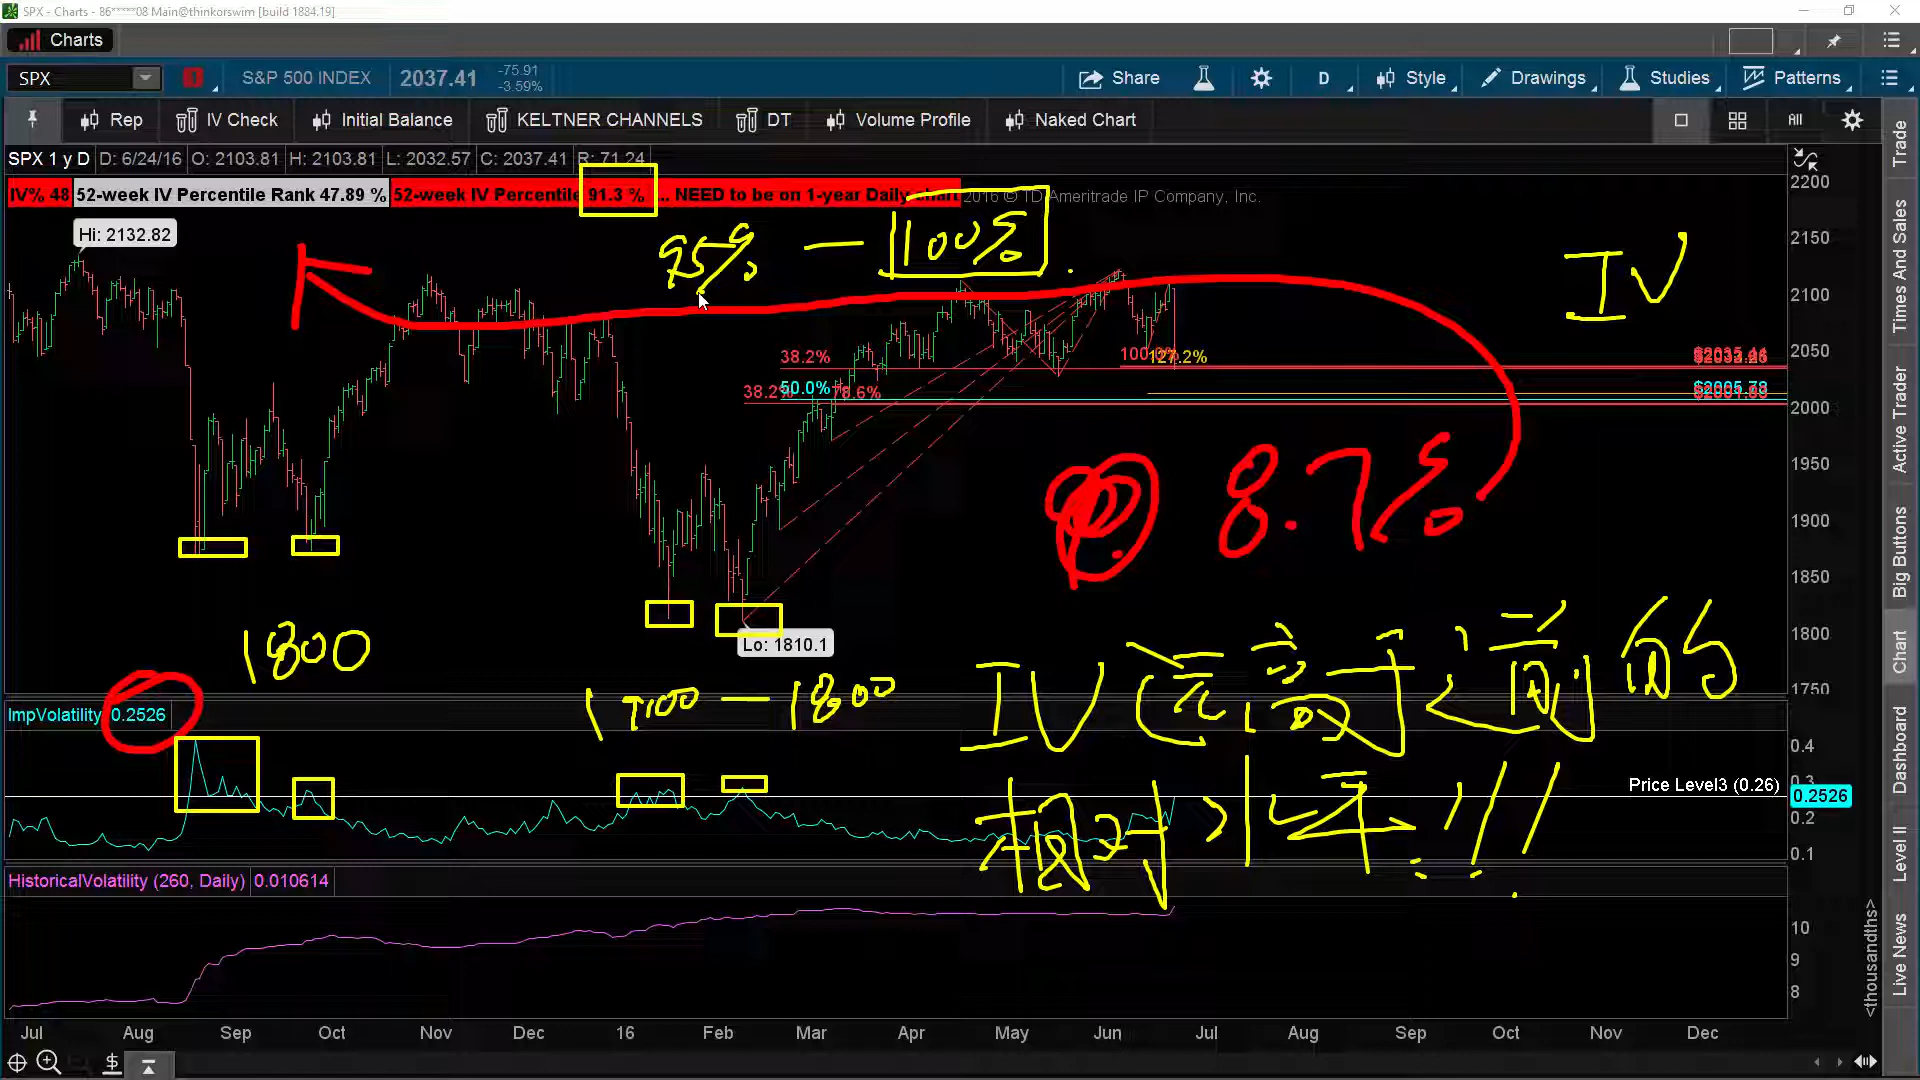 SPX - Charts - 86*****08 Main@thinkorswim [build 1884.19]
Charts
SPX S&P 500 INDEX 2037.41 -75.91 -3.59% Share D Style Drawings Studies Patterns
Rep IV Check Initial Balance KELTNER CHANNELS DT Volume Profile Naked Chart All
SPX 1 y D D: 6/24/16 O: 2103.81 H: 2103.81 L: 2032.57 C: 2037.41 R: 71.24
IV% 48 52-week IV Percentile Rank 47.89 % 52-week IV Percentile 91.3 % ... NEED to be on 1-year Daily chart
2016 © TD Ameritrade IP Company, Inc.
Hi: 2132.82
95% — 100%.
IV
38.2% 100.0% 127.2%
38.2% 50.0% 78.6% $2005.78
8.7%
Lo: 1810.1
1800
1800
IV 高于之前的
相对
2200
2150
2100
2050
2000
1950
1900
1850
1800
1750
ImpVolatility 0.2526
Price Level3 (0.26)
0.4
0.3
0.2526
0.2
0.1
HistoricalVolatility (260, Daily) 0.010614
10
9
8
<thousandths>
Jul Aug Sep Oct Nov Dec 16 Feb Mar Apr May Jun Jul Aug Sep Oct Nov Dec
$
Trade
Times And Sales
Active Trader
Big Buttons
Chart
Dashboard
Level II
Live News